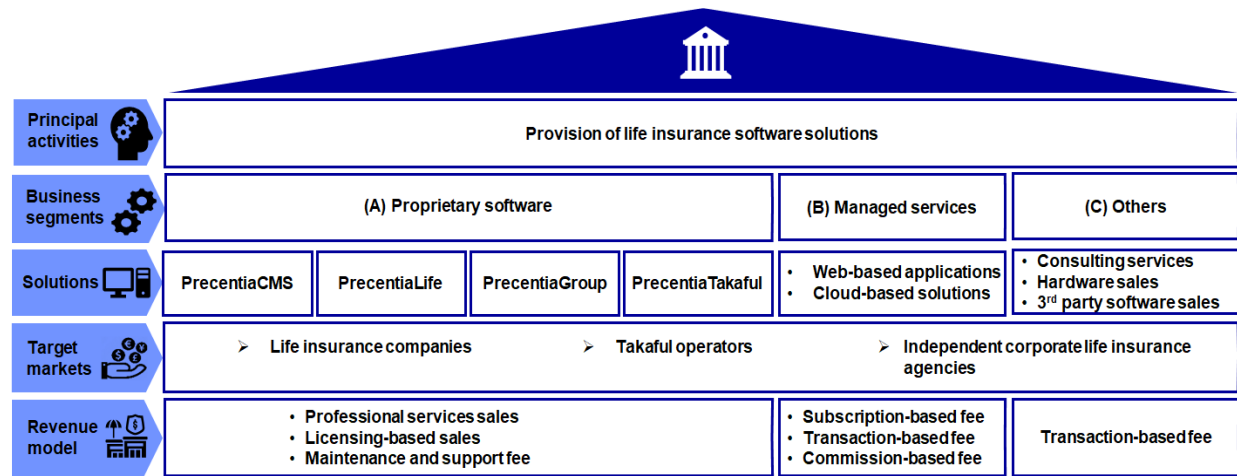 Principal
activities
Provision of life insurance software solutions
Business
segments
(A) Proprietary software
(B) Managed services
(C) Others
Solutions
PrecentiaCMS
PrecentiaLife
PrecentiaGroup
PrecentiaTakaful
• Web-based applications
• Cloud-based solutions
• Consulting services
• Hardware sales
• 3rd party software sales
Target
markets
➢ Life insurance companies
➢ Takaful operators
➢ Independent corporate life insurance
agencies
Revenue
model
• Professional services sales
• Licensing-based sales
• Maintenance and support fee
• Subscription-based fee
• Transaction-based fee
• Commission-based fee
Transaction-based fee